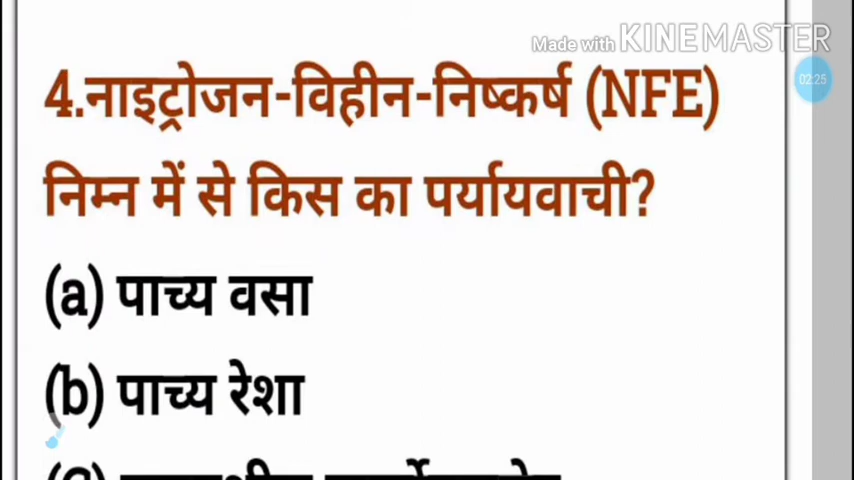 Made with KINEMASTER
02:25
4.नाइट्रोजन-विहीन-निष्कर्ष (NFE)
निम्न में से किस का पर्यायवाची?
(a) पाच्य वसा
(b) पाच्य रेशा